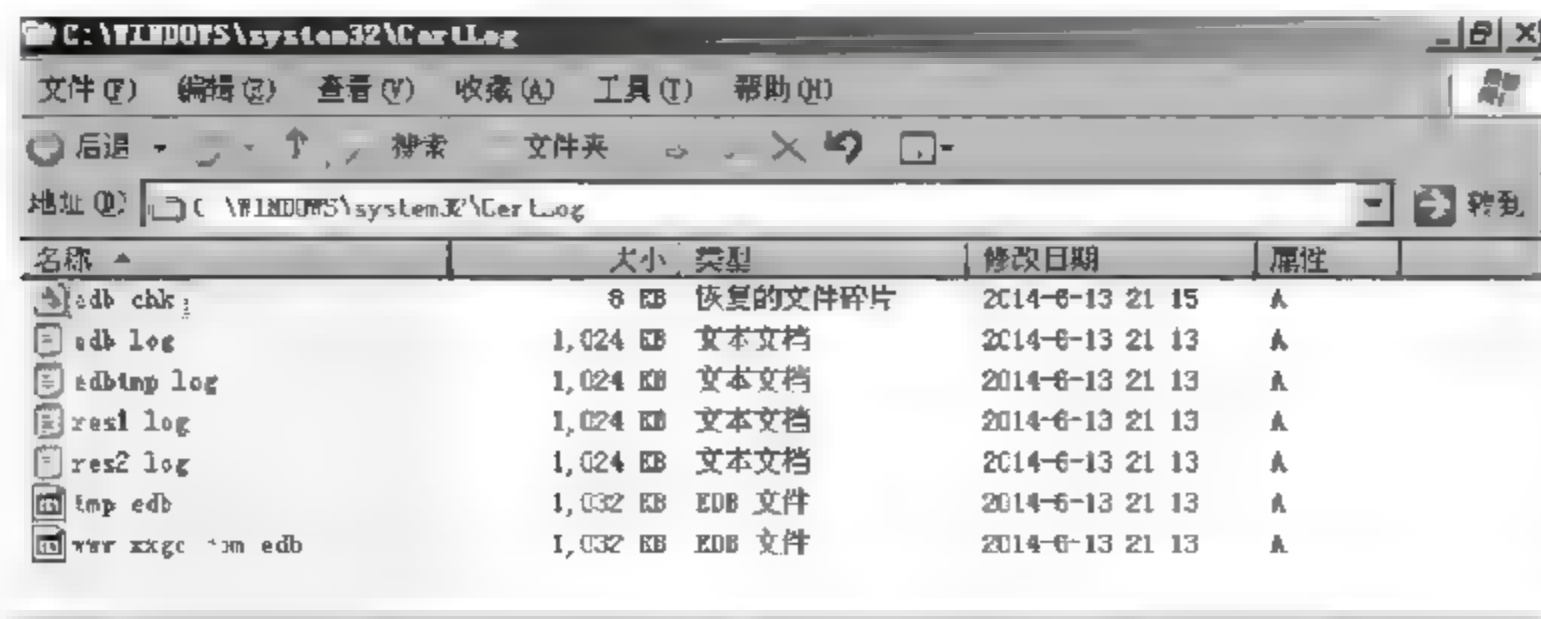 C:\WINDOWS\system32\CertLog
文件(F) 编辑(E) 查看(V) 收藏(A) 工具(T) 帮助(H)
后退 搜索 文件夹
地址(D) C:\WINDOWS\system32\CertLog 转到
名称 大小 类型 修改日期 属性
edb.chk 8 KB 恢复的文件碎片 2014-6-13 21:15 A
edb.log 1,024 KB 文本文档 2014-6-13 21:13 A
edbtmp.log 1,024 KB 文本文档 2014-6-13 21:13 A
res1.log 1,024 KB 文本文档 2014-6-13 21:13 A
res2.log 1,024 KB 文本文档 2014-6-13 21:13 A
tmp.edb 1,032 KB EDB 文件 2014-6-13 21:13 A
edb 1,032 KB EDB 文件 2014-6-13 21:13 A